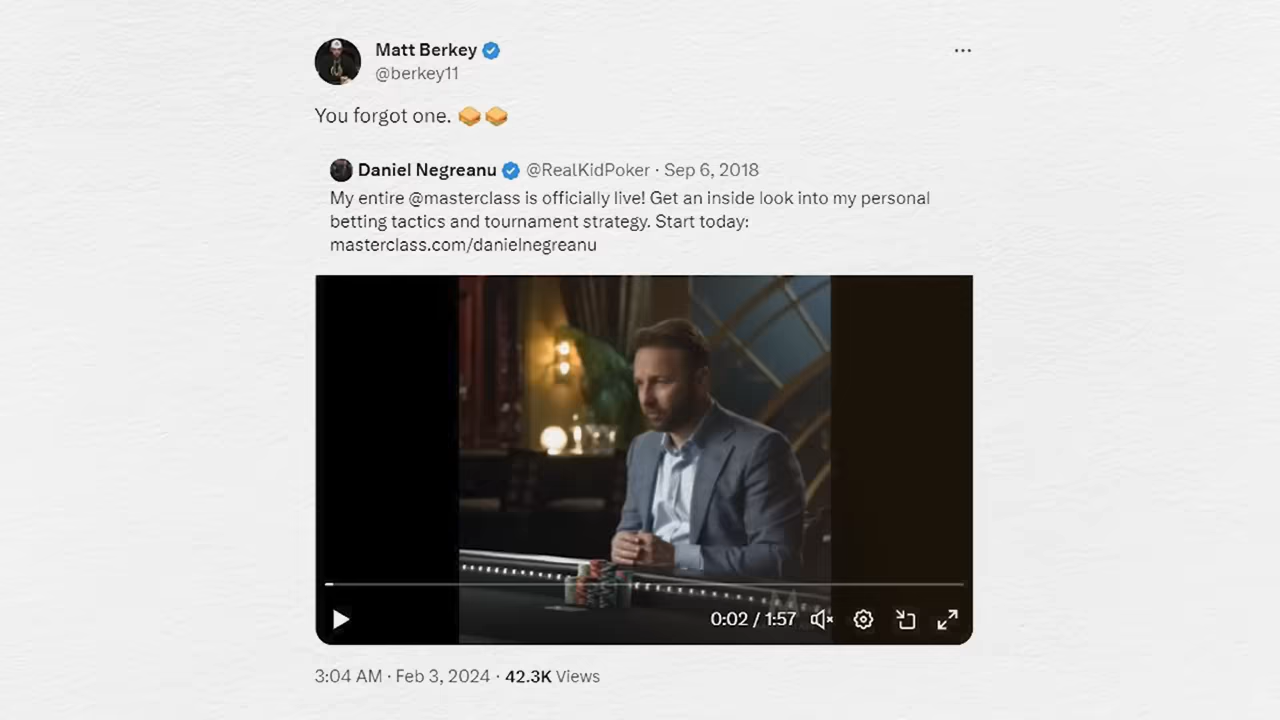 Matt Berkey
@berkey11
You forgot one. 🥪🥪
Daniel Negreanu @RealKidPoker · Sep 6, 2018
My entire @masterclass is officially live! Get an inside look into my personal
betting tactics and tournament strategy. Start today:
masterclass.com/danielnegreanu
0:02 / 1:57
3:04 AM · Feb 3, 2024 · 42.3K Views